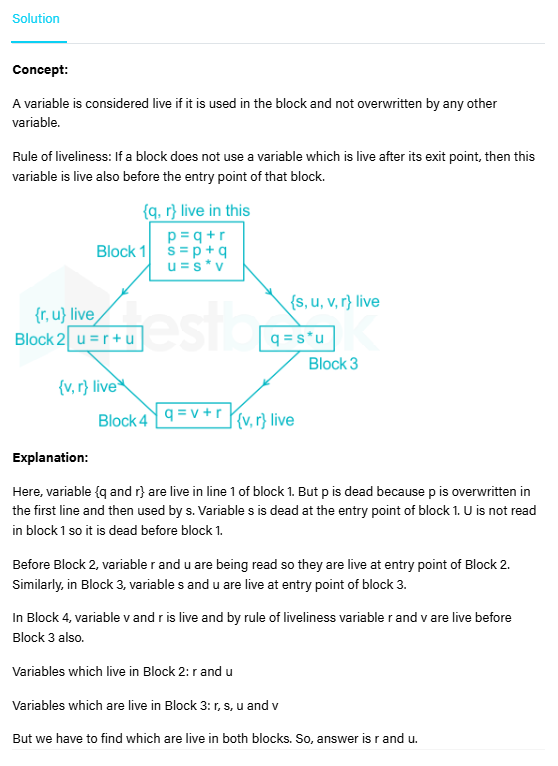 Solution
Concept:
A variable is considered live if it is used in the block and not overwritten by any other
variable.
Rule of liveliness: If a block does not use a variable which is live after its exit point, then this
variable is live also before the entry point of that block.
{q, r} live in this
Block 1
p = q + r
s = p + q
u = s * v
{r, u} live
{s, u, v, r} live
Block 2
u = r + u
q = s*u
Block 3
{v, r} live
Block 4
q = v + r
{v, r} live
testbook
Explanation:
Here, variable {q and r} are live in line 1 of block 1. But p is dead because p is overwritten in
the first line and then used by s. Variable s is dead at the entry point of block 1. U is not read
in block 1 so it is dead before block 1.
Before Block 2, variable r and u are being read so they are live at entry point of Block 2.
Similarly, in Block 3, variable s and u are live at entry point of block 3.
In Block 4, variable v and r is live and by rule of liveliness variable r and v are live before
Block 3 also.
Variables which live in Block 2: r and u
Variables which are live in Block 3: r, s, u and v
But we have to find which are live in both blocks. So, answer is r and u.